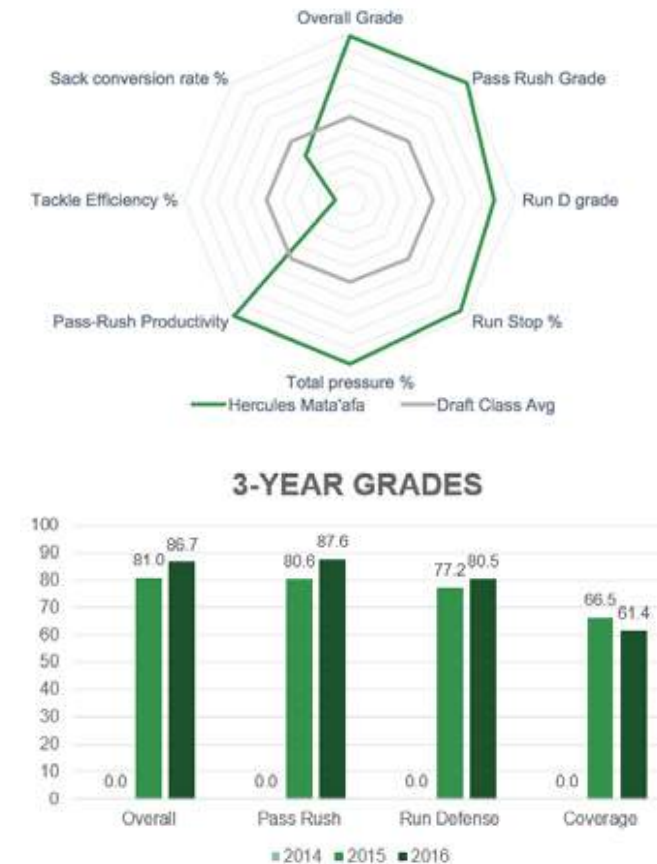 Overall Grade
Sack conversion rate %
Pass Rush Grade
Tackle Efficiency %
Run D grade
Pass-Rush Productivity
Run Stop %
Total pressure %
Hercules Mata'afa
Draft Class Avg
3-YEAR GRADES
100
90
80
70
60
50
40
30
20
10
0
0.0 81.0 86.7
0.0 80.6 87.6
0.0 77.2 80.5
0.0 66.5 61.4
Overall Pass Rush Run Defense Coverage
2014 2015 2016